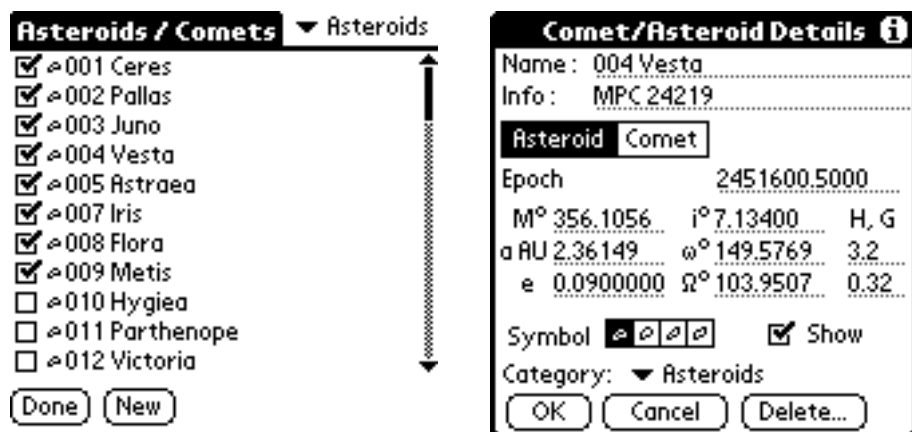 Asteroids / Comets Asteroids
001 Ceres
002 Pallas
003 Juno
004 Vesta
005 Astraea
007 Iris
008 Flora
009 Metis
010 Hygiea
011 Parthenope
012 Victoria
Done New
Comet/Asteroid Details i
Name: 004 Vesta
Info: MPC 24219
Asteroid Comet
Epoch 2451600.5000
M° 356.1056 i° 7.13400 H, G
a AU 2.36149 ω° 149.5769 3.2
e 0.0900000 Ω° 103.9507 0.32
Symbol Show
Category: Asteroids
OK Cancel Delete...